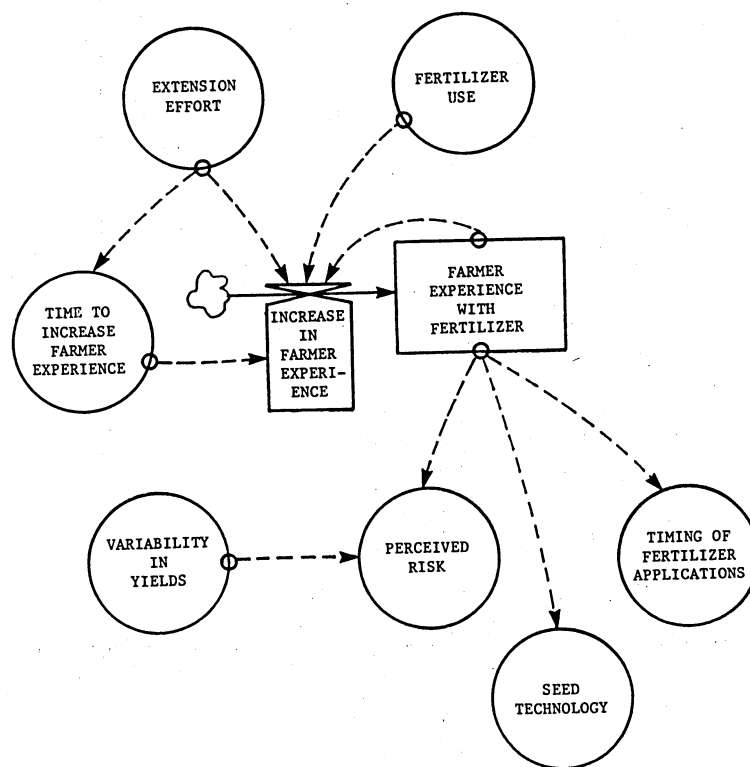 EXTENSION
EFFORT
FERTILIZER
USE
TIME TO
INCREASE
FARMER
EXPERIENCE
INCREASE
IN
FARMER
EXPERI-
ENCE
FARMER
EXPERIENCE
WITH
FERTILIZER
VARIABILITY
IN
YIELDS
PERCEIVED
RISK
TIMING OF
FERTILIZER
APPLICATIONS
SEED
TECHNOLOGY